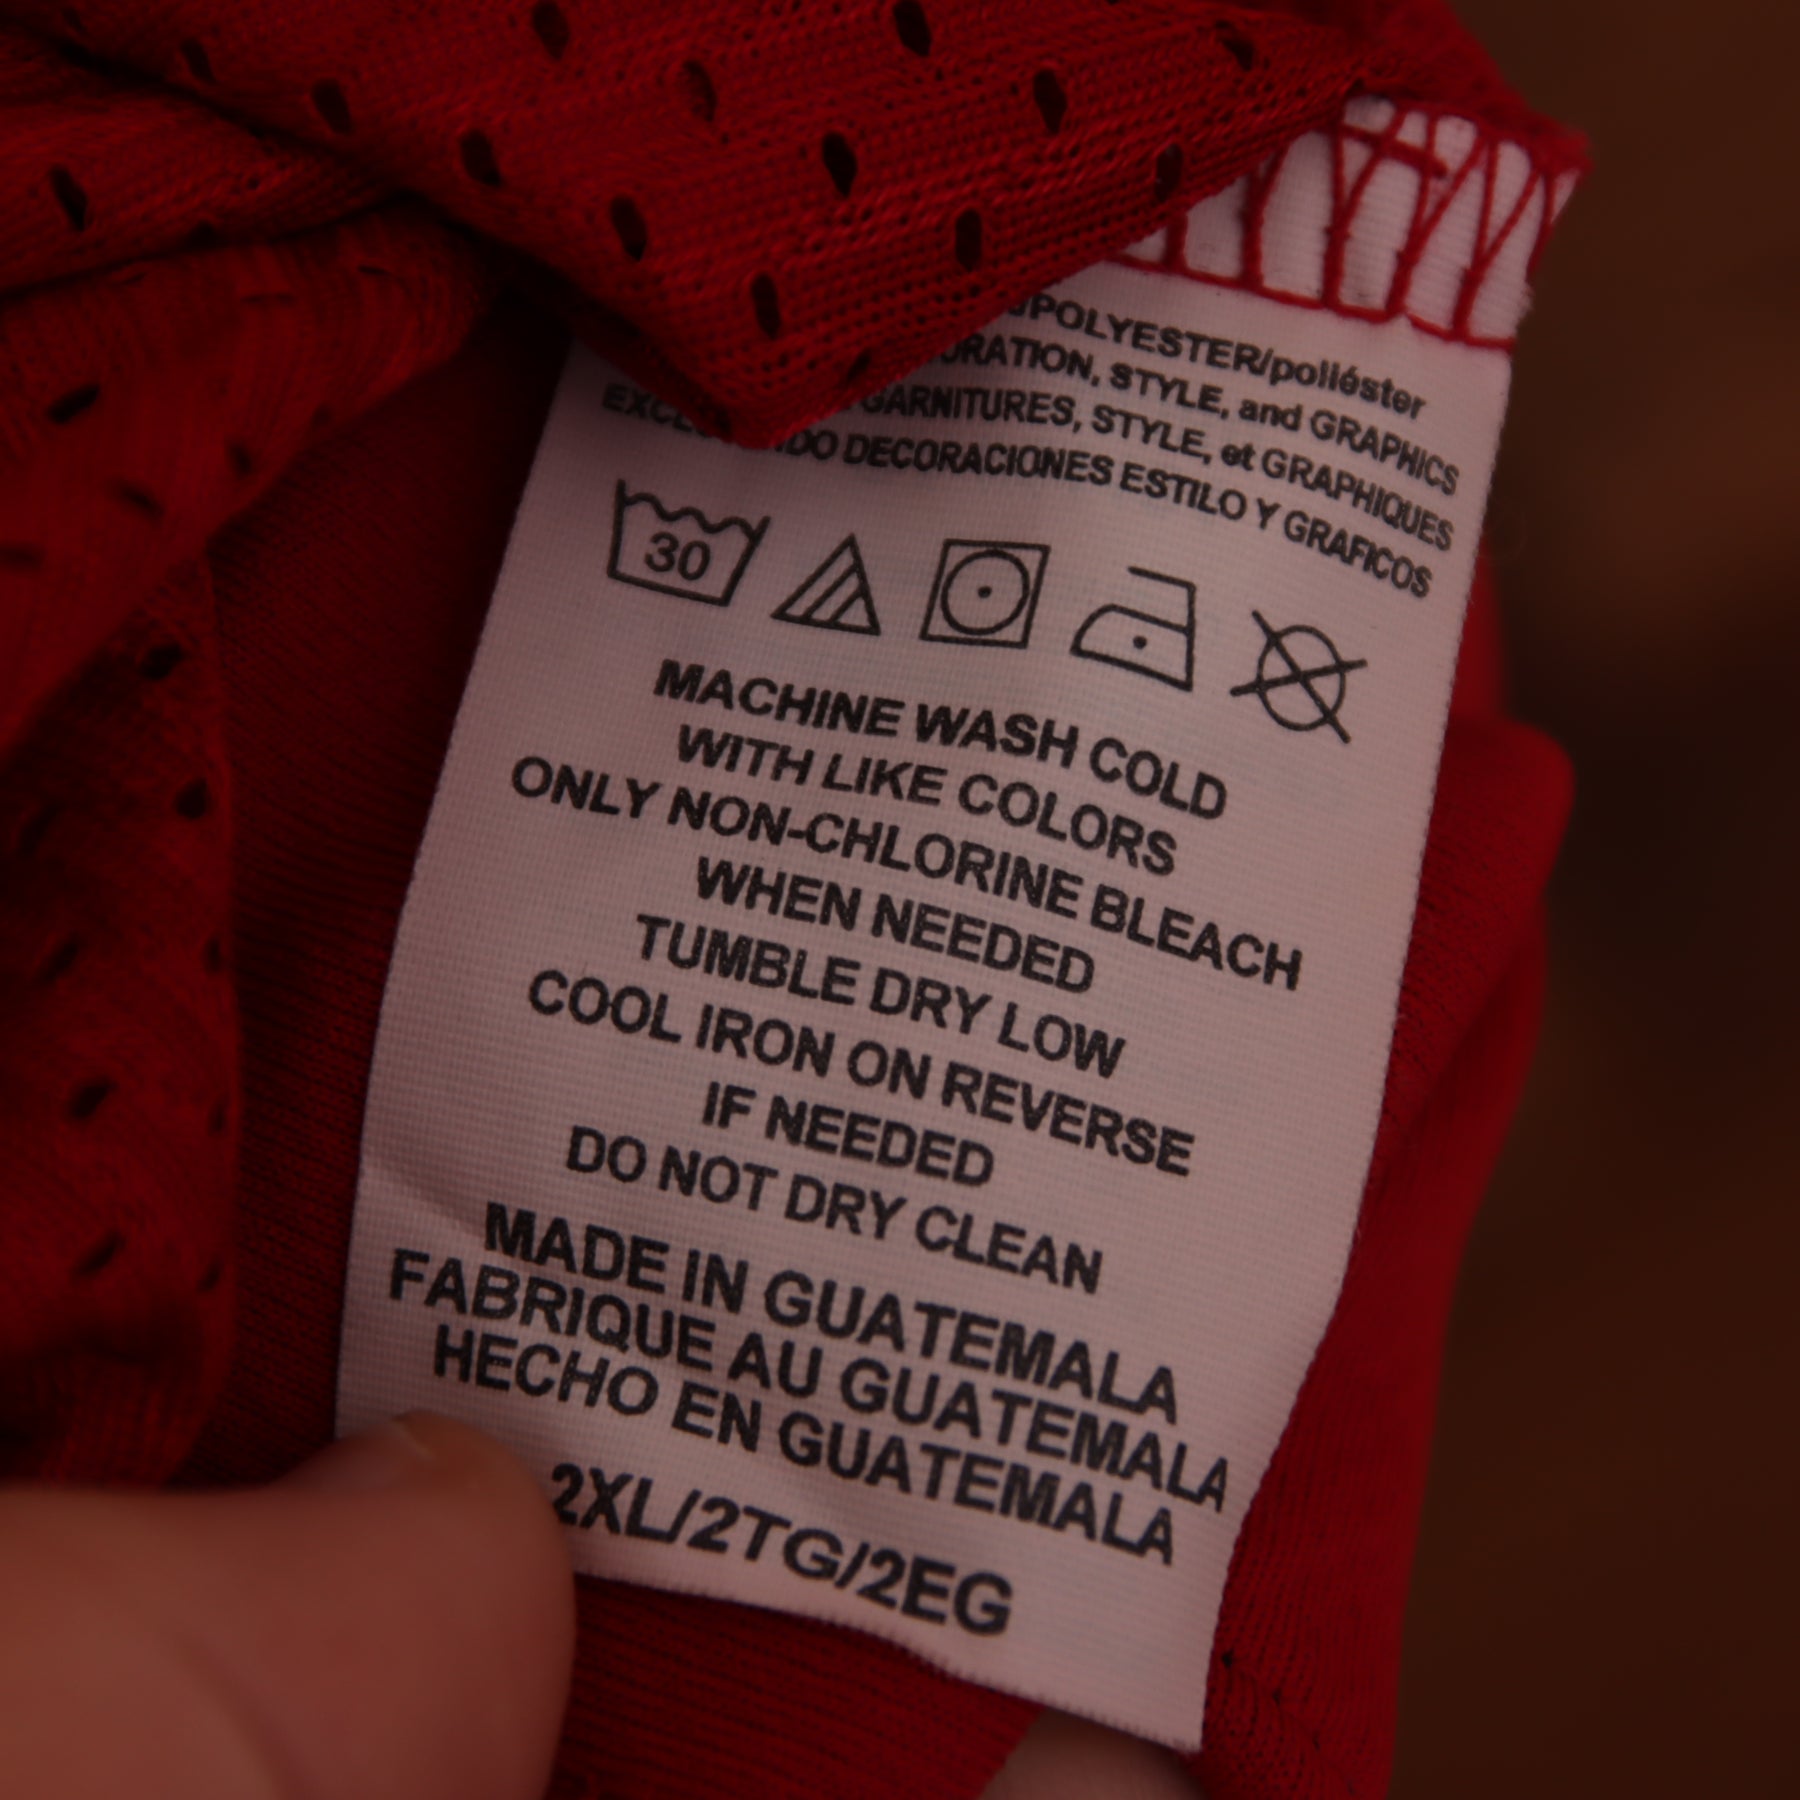 POLYESTER/poliéster
STYLE, and GRAPHICS
GARNITURES, STYLE, et GRAPHIQUES
DECORACIONES ESTILO Y GRAFICOS
30
MACHINE WASH COLD
WITH LIKE COLORS
ONLY NON-CHLORINE BLEACH
WHEN NEEDED
TUMBLE DRY LOW
COOL IRON ON REVERSE
IF NEEDED
DO NOT DRY CLEAN
MADE IN GUATEMALA
FABRIQUE AU GUATEMALA
HECHO EN GUATEMALA
2XL/2TG/2EG